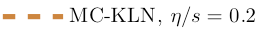 MC-KLN, η/s = 0.2